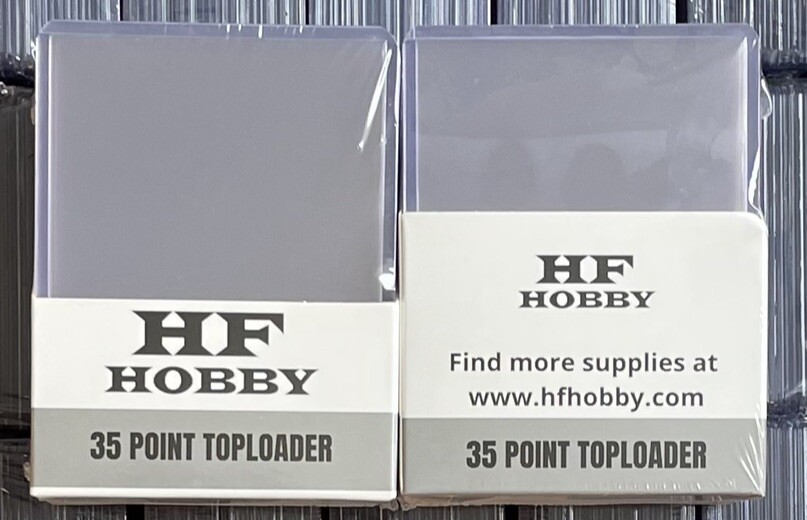 HF
HOBBY
35 POINT TOPLOADER
HF
HOBBY
Find more supplies at
www.hfhobby.com
35 POINT TOPLOADER